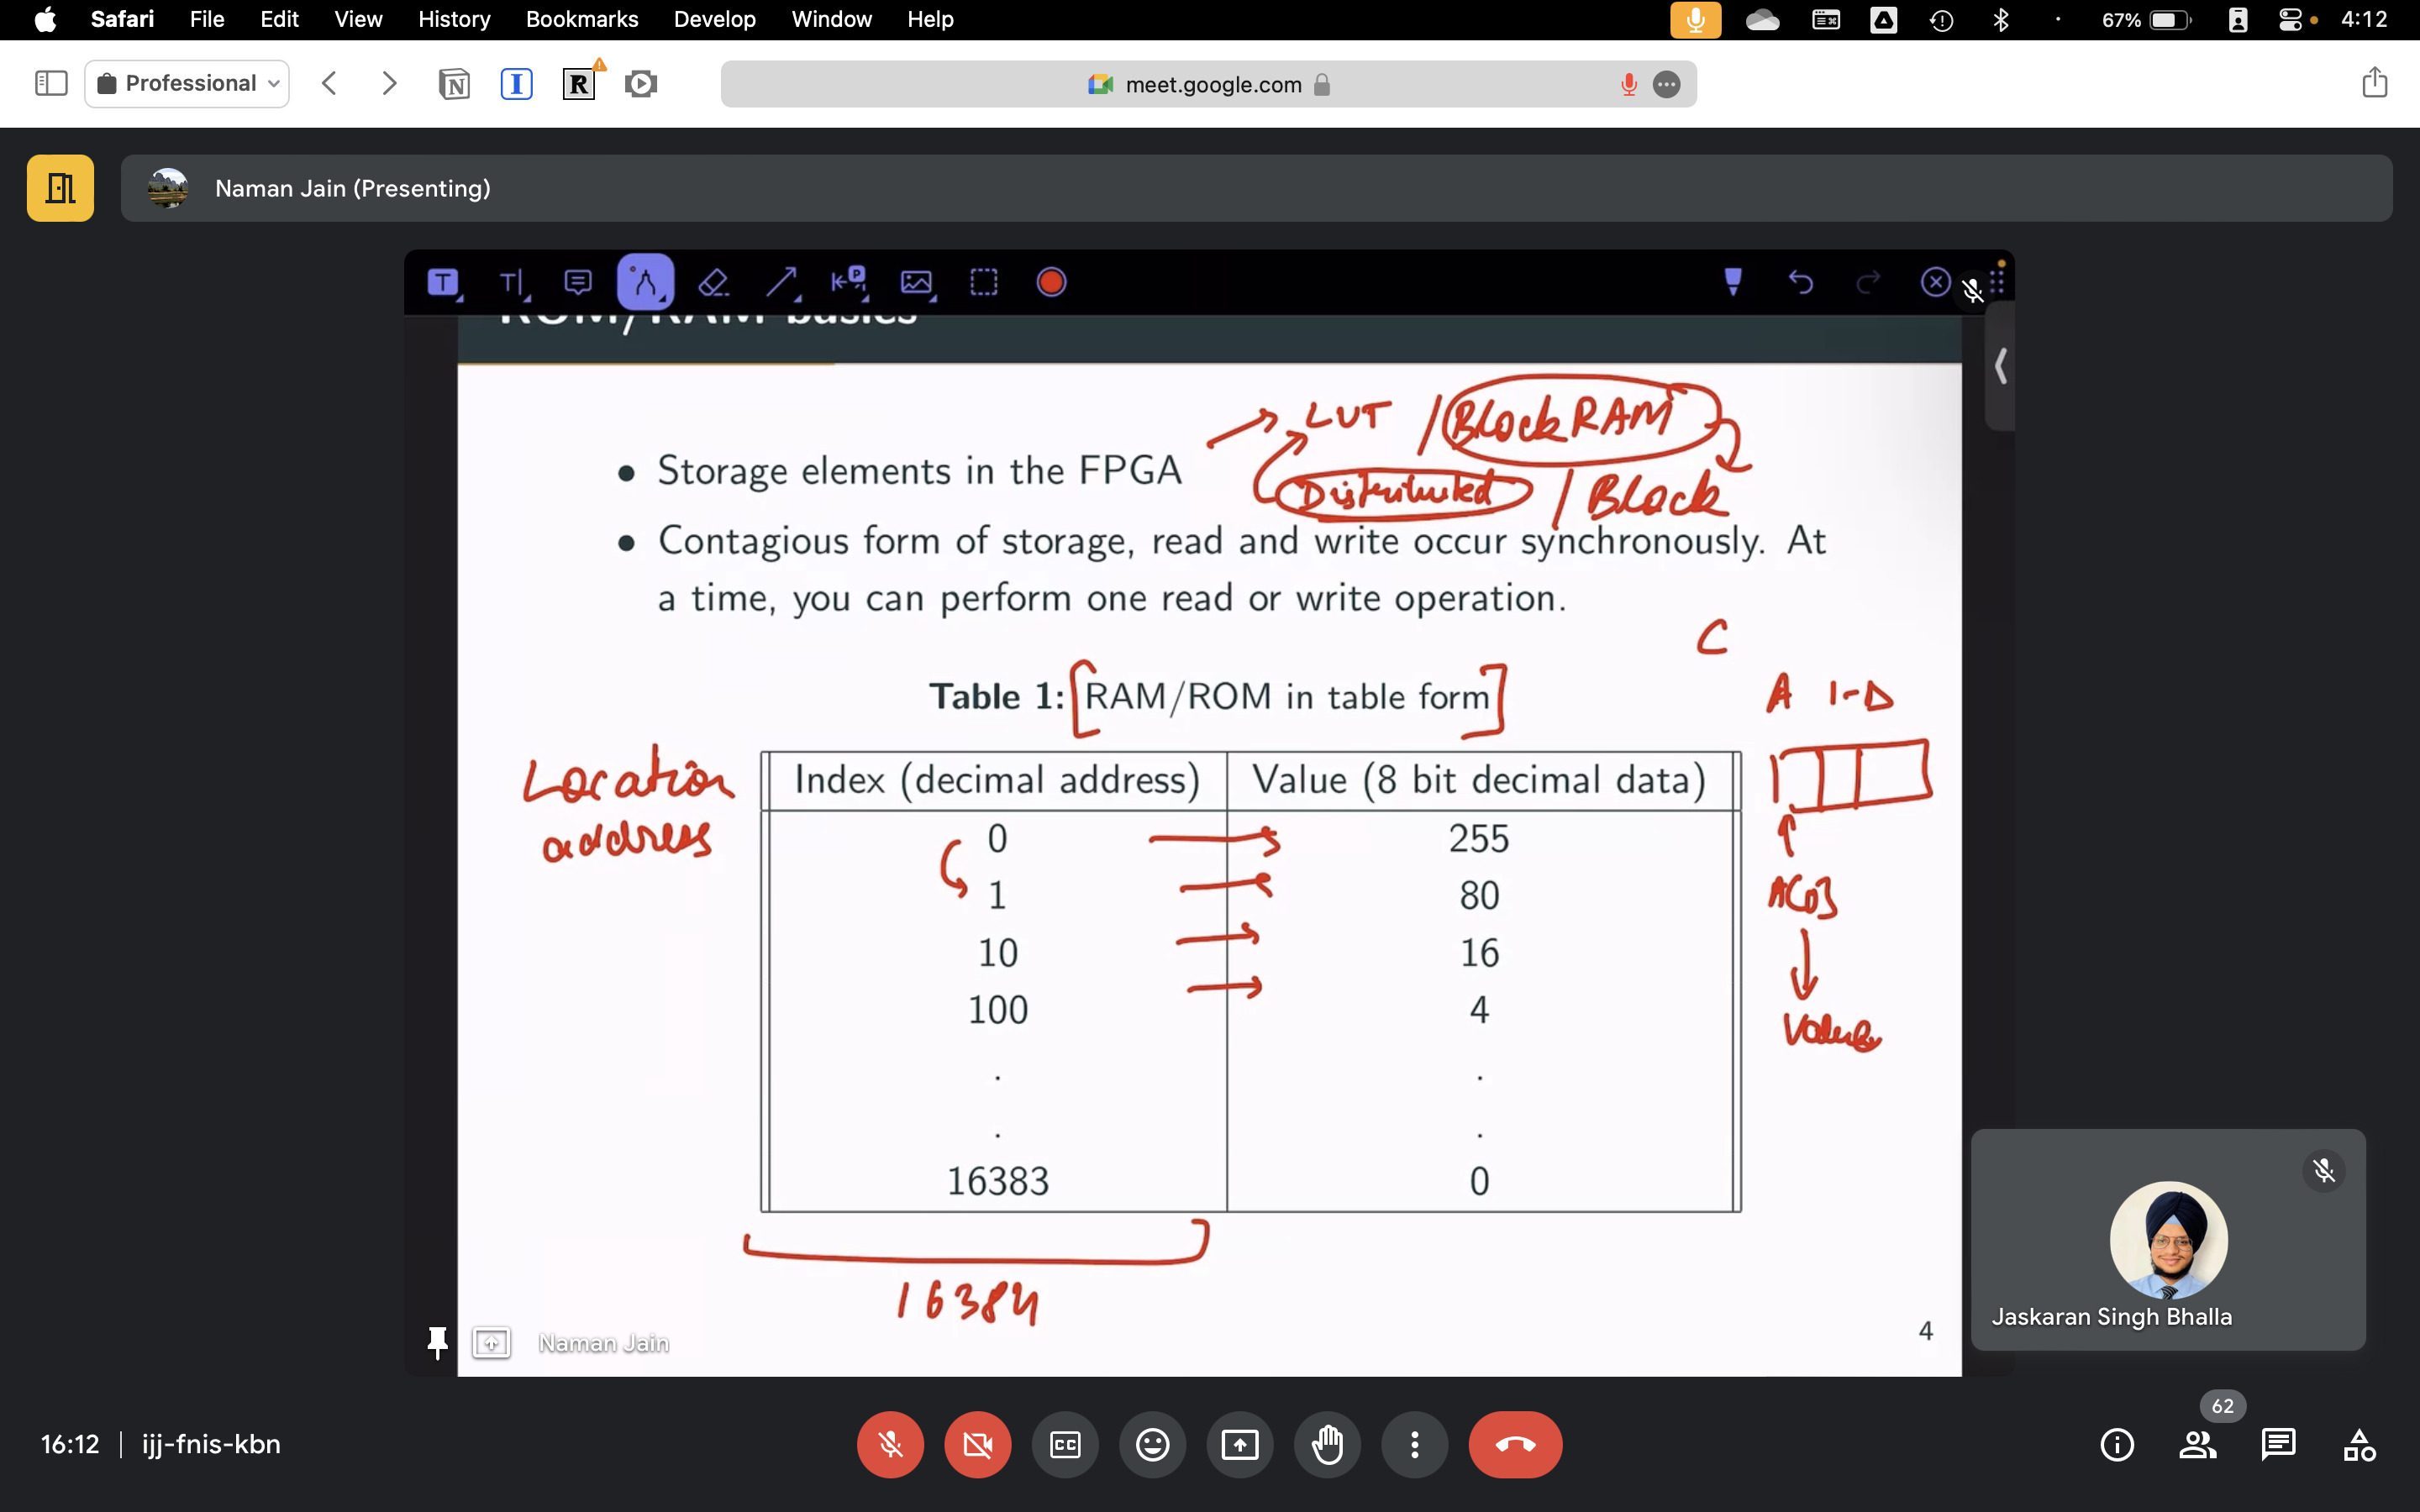 Safari File Edit View History Bookmarks Develop Window Help 67% 4:12
Professional meet.google.com
Naman Jain (Presenting)
ROM/RAM basics
LUT / Block RAM
• Storage elements in the FPGA
Distributed / Block
• Contagious form of storage, read and write occur synchronously. At
a time, you can perform one read or write operation.
C
Table 1: [RAM/ROM in table form]
A 1-D
Location
address
Index (decimal address) Value (8 bit decimal data)
0 255
1 80
A[0]
10 16
100 4
Value
. .
. .
16383 0
16384
Jaskaran Singh Bhalla
Naman Jain
4
16:12 | ijj-fnis-kbn
CC
62